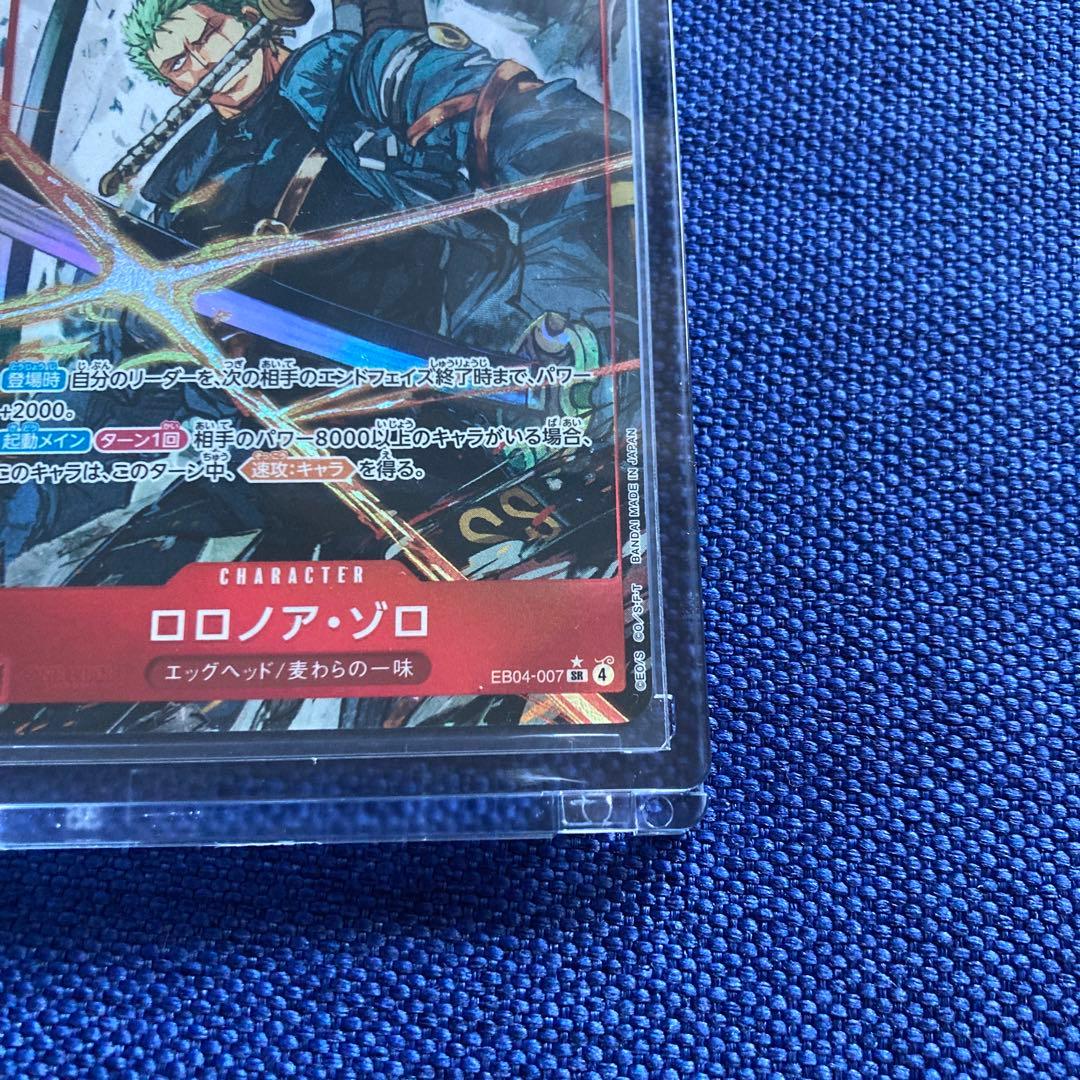 登場時 自分のリーダーを、次の相手のエンドフェイズ終了時まで、パワー
+2000。
起動メイン ターン1回 相手のパワー8000以上のキャラがいる場合、
このキャラは、このターン中、速攻:キャラ を得る。
CHARACTER
ロロノア・ゾロ
エッグヘッド/麦わらの一味
EB04-007 SR 4
©EO/S ©O/S・F・T BANDAI MADE IN JAPAN